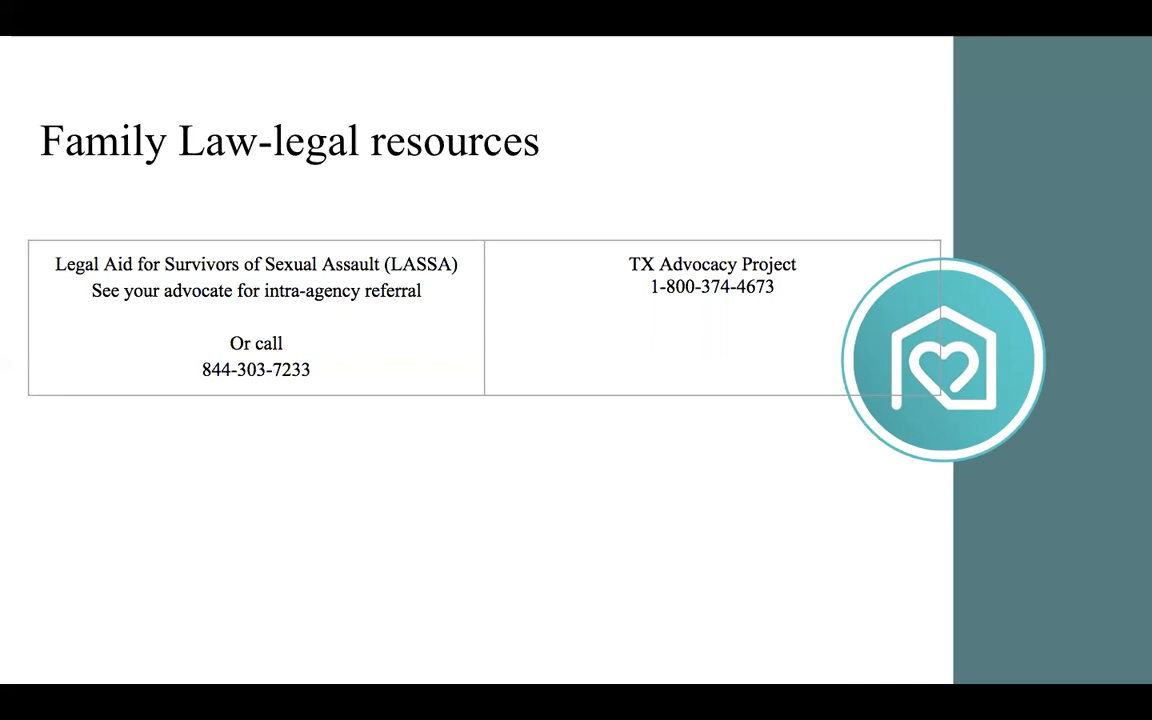 Family Law-legal resources
Legal Aid for Survivors of Sexual Assault (LASSA)
See your advocate for intra-agency referral
Or call
844-303-7233
TX Advocacy Project
1-800-374-4673